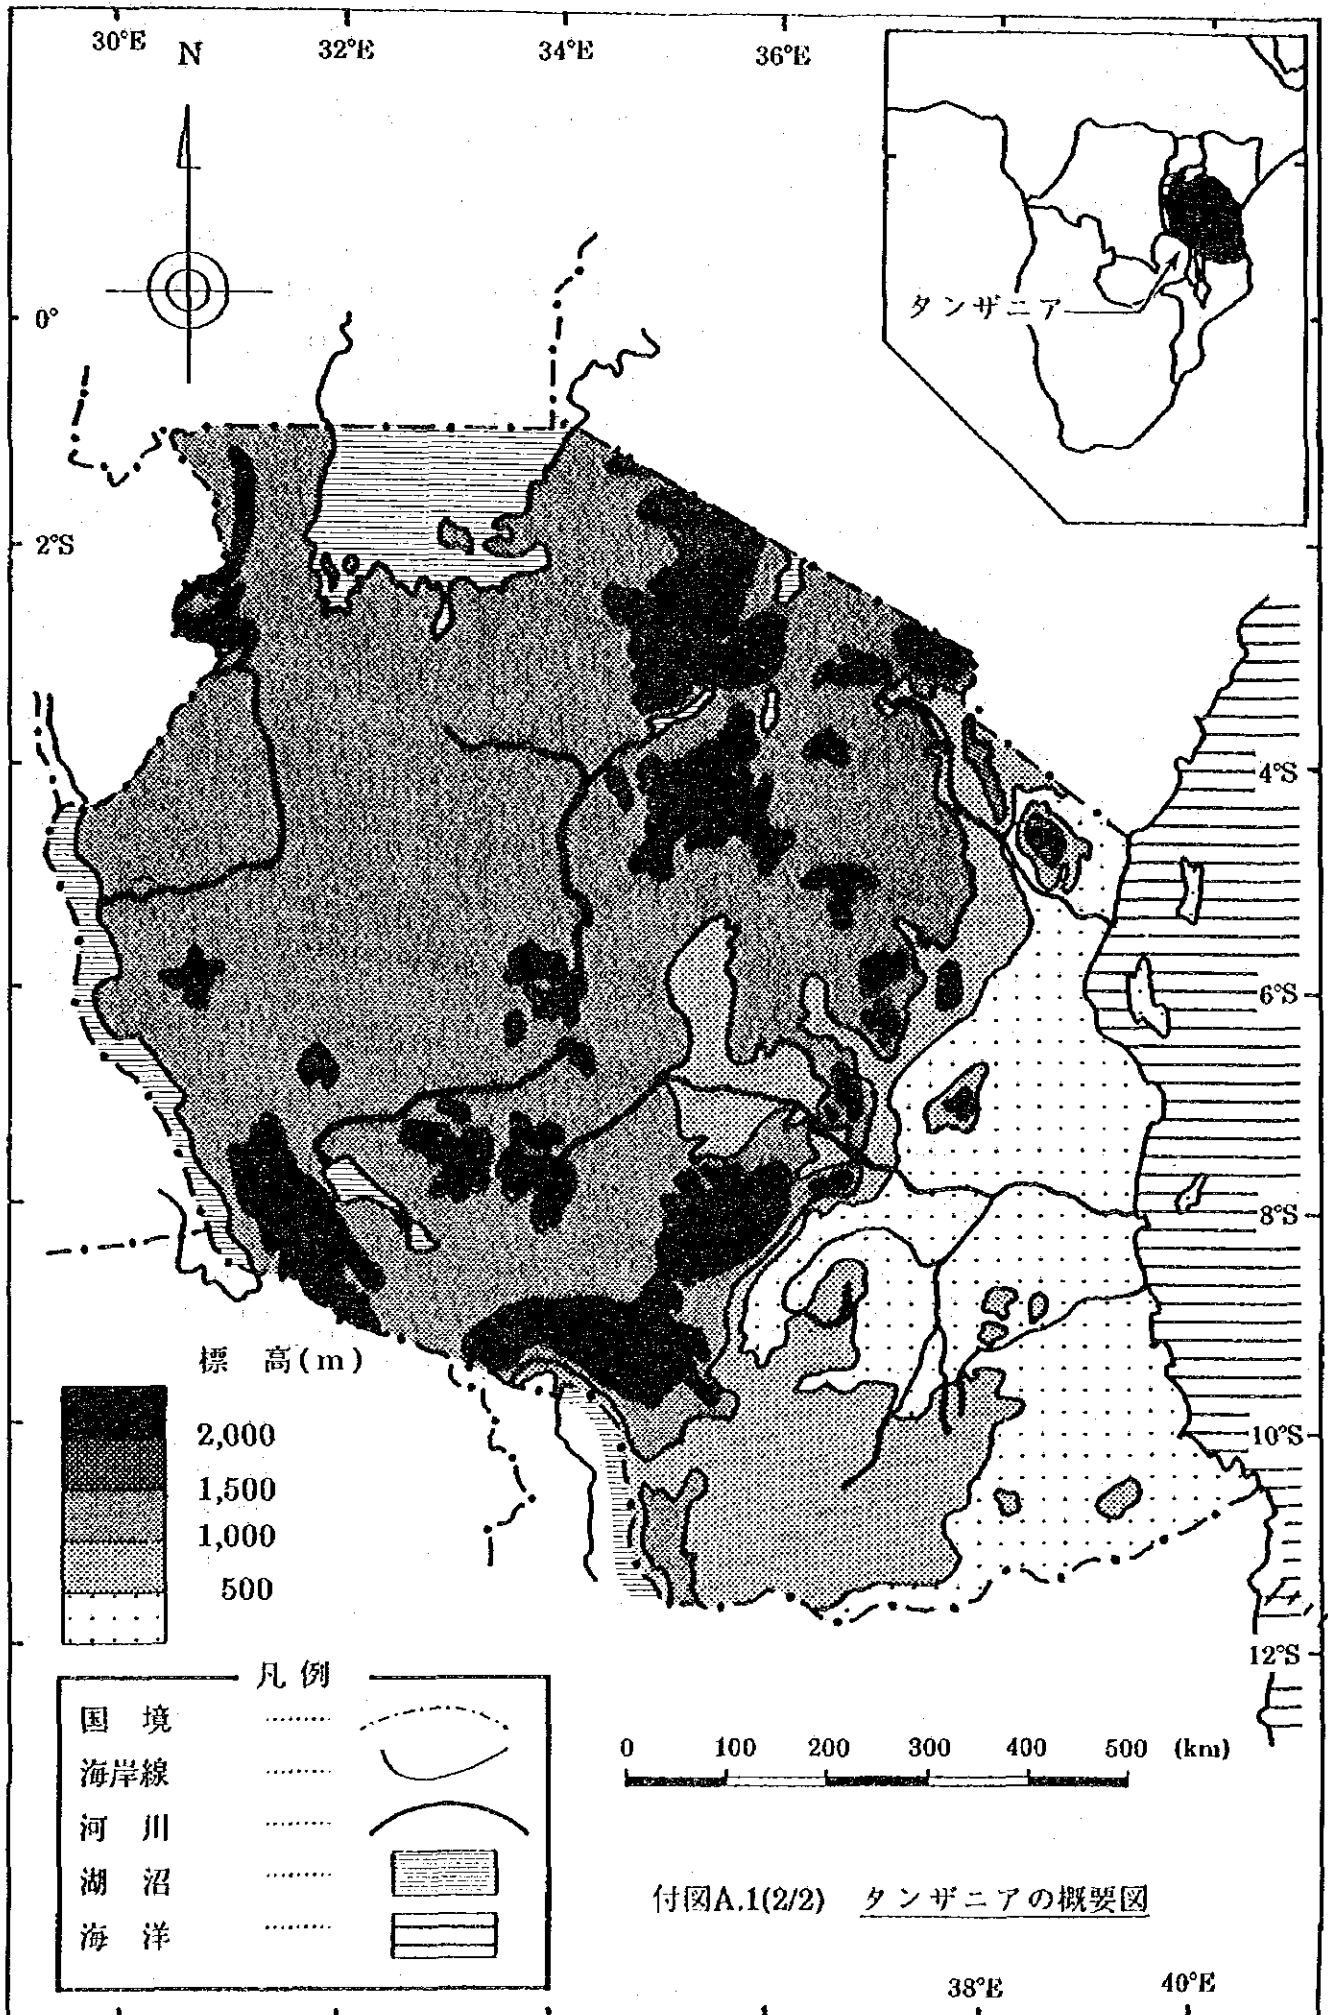 30°E
32°E
34°E
36°E
N
タンザニア
0°
2°S
4°S
6°S
8°S
10°S
12°S
標 高(m)
2,000
1,500
1,000
500
凡 例
国 境 ........
海岸線 ........
河 川 ........
湖 沼 ........
海 洋 ........
0 100 200 300 400 500 (km)
付図A.1(2/2) タンザニアの概要図
38°E
40°E